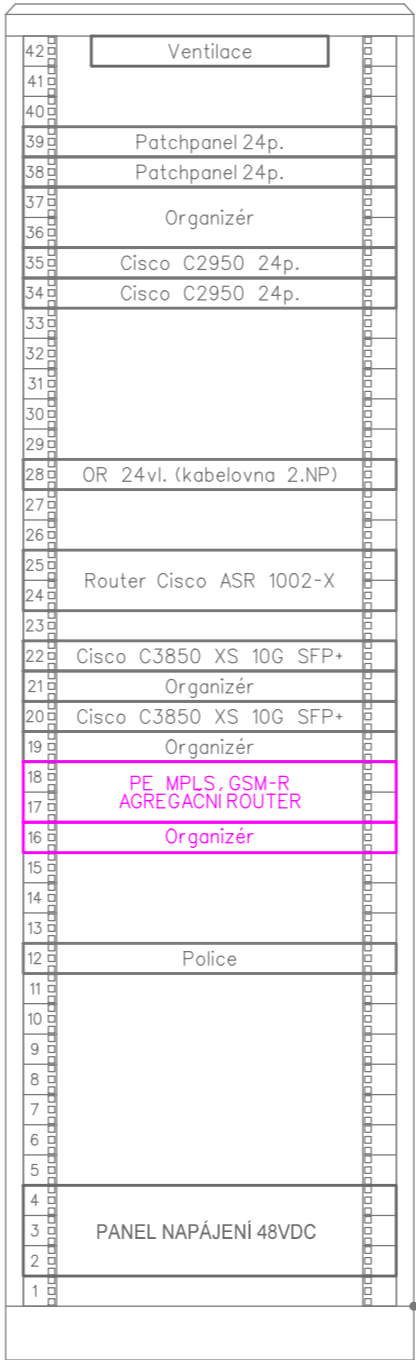 42 Ventilace
41
40
39 Patchpanel 24p.
38 Patchpanel 24p.
37
Organizér
36
35 Cisco C2950 24p.
34 Cisco C2950 24p.
33
32
31
30
29
28 OR 24vl. (kabelovna 2.NP)
27
26
25
Router Cisco ASR 1002-X
24
23
22 Cisco C3850 XS 10G SFP+
21 Organizér
20 Cisco C3850 XS 10G SFP+
19 Organizér
18 PE MPLS, GSM-R
17 AGREGAČNI ROUTER
16 Organizér
15
14
13
12 Police
11
10
9
8
7
6
5
4
3 PANEL NAPÁJENÍ 48VDC
2
1